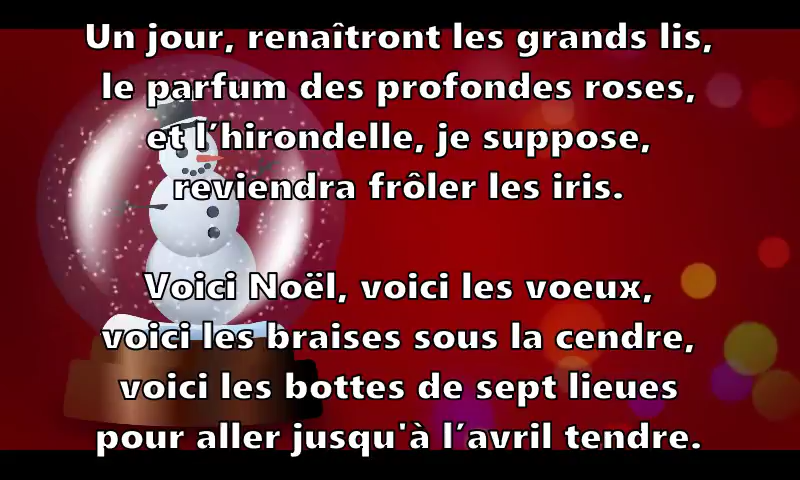 Un jour, renaîtront les grands lis,
le parfum des profondes roses,
et l’hirondelle, je suppose,
reviendra frôler les iris.
Voici Noël, voici les voeux,
voici les braises sous la cendre,
voici les bottes de sept lieues
pour aller jusqu'à l’avril tendre.